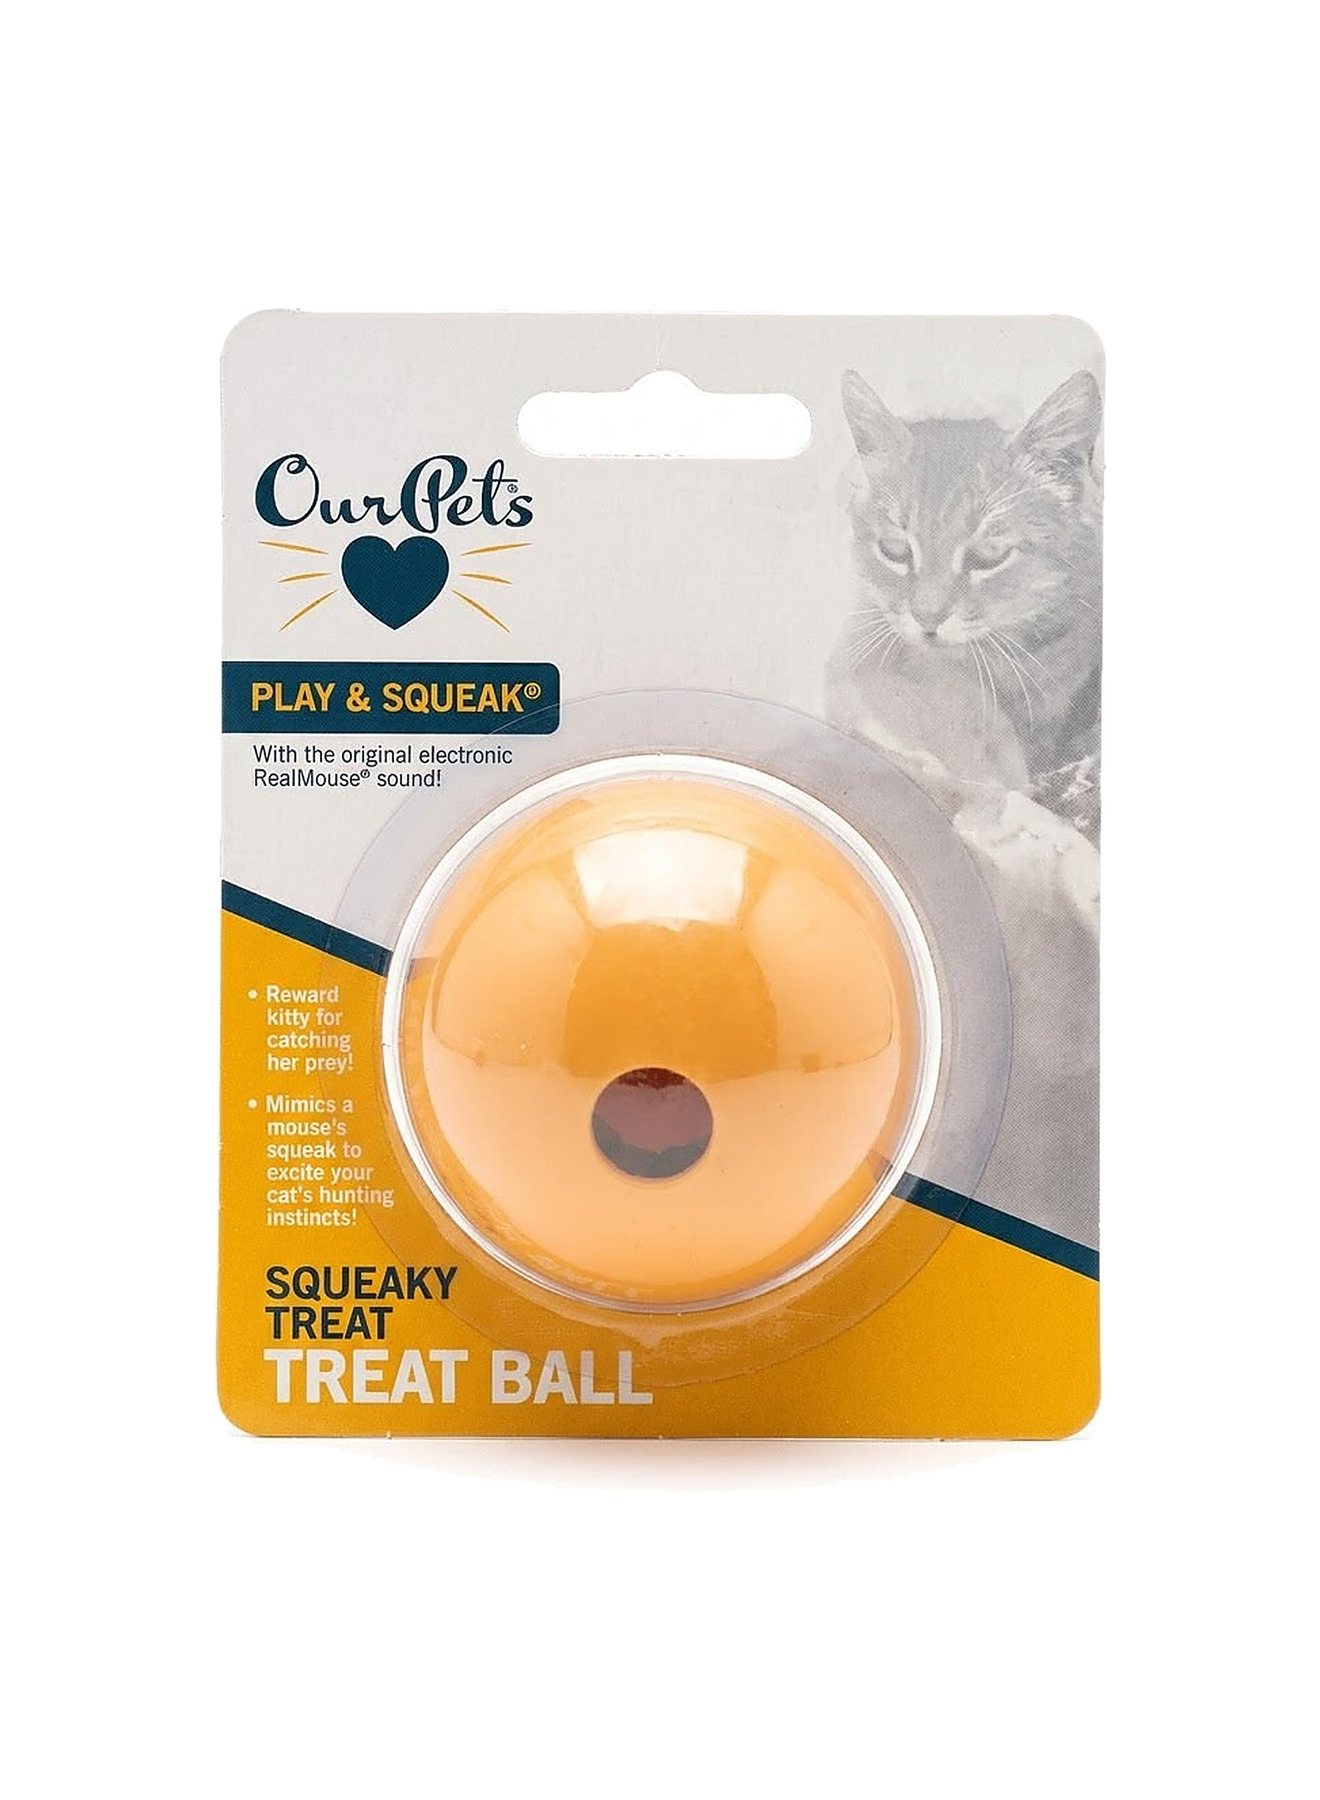 OurPets®
PLAY & SQUEAK®
With the original electronic
RealMouse® sound!
• Reward
kitty for
catching
her prey!
• Mimics a
mouse's
squeak to
excite your
cat's hunting
instincts!
SQUEAKY
TREAT
TREAT BALL